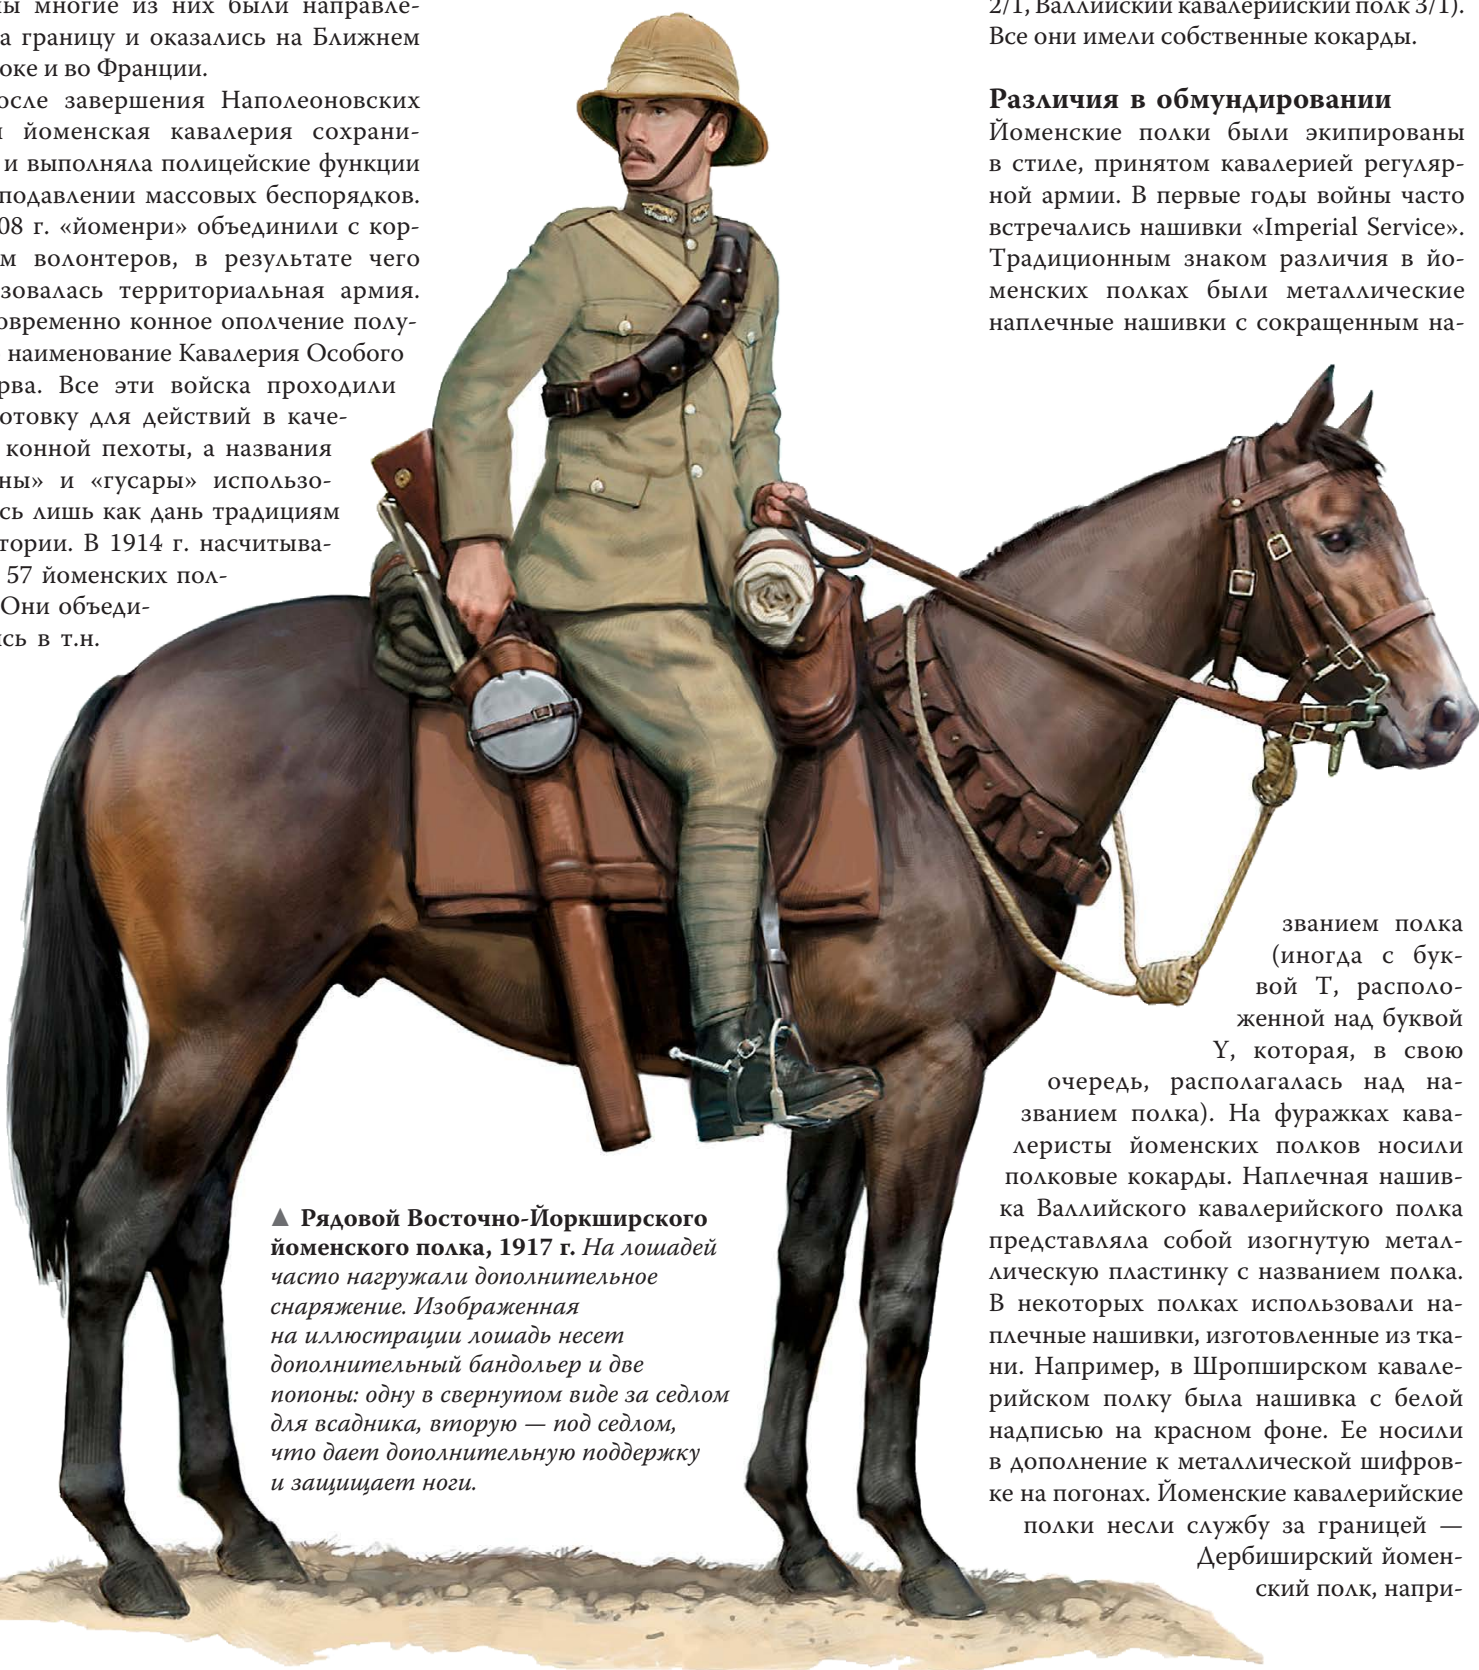 многие из них были направле-
границу и оказались на Ближнем
и во Франции.
завершения Наполеоновских
йоменская кавалерия сохрани-
и выполняла полицейские функции
подавлении массовых беспорядков.
г. «йоменри» объединили с кор-
волонтеров, в результате чего
территориальная армия.
конное ополчение полу-
наименование Кавалерия Особого
Все эти войска проходили
для действий в каче-
конной пехоты, а названия
и «гусары» использо-
лишь как дань традициям
В 1914 г. насчитыва-
57 йоменских пол-
Они объеди-
в т.н.
▲ Рядовой Восточно-Йоркширского
йоменского полка, 1917 г. На лошадей
часто нагружали дополнительное
снаряжение. Изображенная
на иллюстрации лошадь несет
дополнительный бандольер и две
попоны: одну в свернутом виде за седлом
для всадника, вторую — под седлом,
что дает дополнительную поддержку
и защищает ноги.
2/1, Валлийский кавалерийский полк 3/1).
Все они имели собственные кокарды.
Различия в обмундировании
Йоменские полки были экипированы
в стиле, принятом кавалерией регуляр-
ной армии. В первые годы войны часто
встречались нашивки «Imperial Service».
Традиционным знаком различия в йо-
менских полках были металлические
наплечные нашивки с сокращенным на-
званием полка
(иногда с бук-
вой Т, располо-
женной над буквой
Y, которая, в свою
очередь, располагалась над на-
званием полка). На фуражках кава-
леристы йоменских полков носили
полковые кокарды. Наплечная нашив-
ка Валлийского кавалерийского полка
представляла собой изогнутую метал-
лическую пластинку с названием полка.
В некоторых полках использовали на-
плечные нашивки, изготовленные из тка-
ни. Например, в Шропширском кавале-
рийском полку была нашивка с белой
надписью на красном фоне. Ее носили
в дополнение к металлической шифров-
ке на погонах. Йоменские кавалерийские
полки несли службу за границей —
Дербиширский йомен-
ский полк, напри-